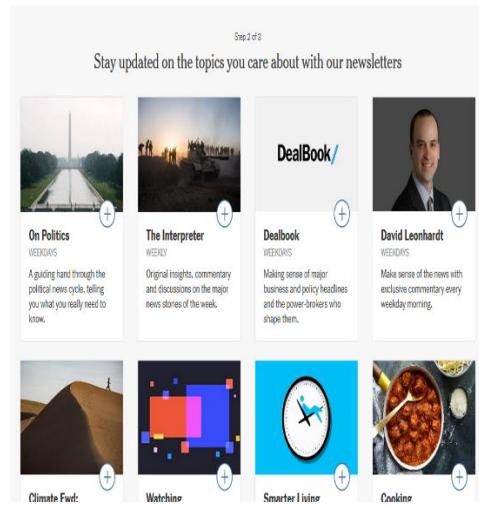 Step 2 of 3
Stay updated on the topics you care about with our newsletters
DealBook/
On Politics
WEEKDAYS
A guiding hand through the
political news cycle, telling
you what you really need to
know.
The Interpreter
WEEKLY
Original insights, commentary
and discussions on the major
news stories of the week.
Dealbook
WEEKDAYS
Making sense of major
business and policy headlines
and the power-brokers who
shape them.
David Leonhardt
WEEKDAYS
Make sense of the news with
exclusive commentary every
weekday morning.
Climate Fwd:
Watching
Smarter Living
Cooking